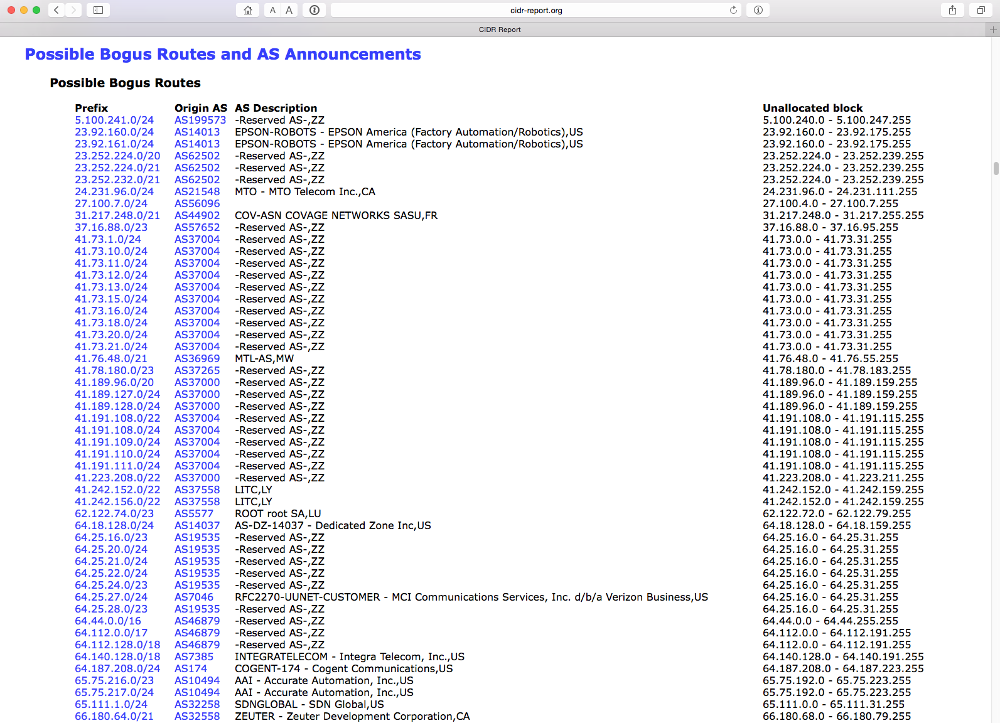 A A
cidr-report.org
CIDR Report
Possible Bogus Routes and AS Announcements
Possible Bogus Routes
Prefix Origin AS AS Description Unallocated block
5.100.241.0/24 AS199573 -Reserved AS-,ZZ 5.100.240.0 - 5.100.247.255
23.92.160.0/24 AS14013 EPSON-ROBOTS - EPSON America (Factory Automation/Robotics),US 23.92.160.0 - 23.92.175.255
23.92.161.0/24 AS14013 EPSON-ROBOTS - EPSON America (Factory Automation/Robotics),US 23.92.160.0 - 23.92.175.255
23.252.224.0/20 AS62502 -Reserved AS-,ZZ 23.252.224.0 - 23.252.239.255
23.252.224.0/21 AS62502 -Reserved AS-,ZZ 23.252.224.0 - 23.252.239.255
23.252.232.0/21 AS62502 -Reserved AS-,ZZ 23.252.224.0 - 23.252.239.255
24.231.96.0/24 AS21548 MTO - MTO Telecom Inc.,CA 24.231.96.0 - 24.231.111.255
27.100.7.0/24 AS56096 27.100.4.0 - 27.100.7.255
31.217.248.0/21 AS44902 COV-ASN COVAGE NETWORKS SASU,FR 31.217.248.0 - 31.217.255.255
37.16.88.0/23 AS57652 -Reserved AS-,ZZ 37.16.88.0 - 37.16.95.255
41.73.1.0/24 AS37004 -Reserved AS-,ZZ 41.73.0.0 - 41.73.31.255
41.73.10.0/24 AS37004 -Reserved AS-,ZZ 41.73.0.0 - 41.73.31.255
41.73.11.0/24 AS37004 -Reserved AS-,ZZ 41.73.0.0 - 41.73.31.255
41.73.12.0/24 AS37004 -Reserved AS-,ZZ 41.73.0.0 - 41.73.31.255
41.73.13.0/24 AS37004 -Reserved AS-,ZZ 41.73.0.0 - 41.73.31.255
41.73.15.0/24 AS37004 -Reserved AS-,ZZ 41.73.0.0 - 41.73.31.255
41.73.16.0/24 AS37004 -Reserved AS-,ZZ 41.73.0.0 - 41.73.31.255
41.73.18.0/24 AS37004 -Reserved AS-,ZZ 41.73.0.0 - 41.73.31.255
41.73.20.0/24 AS37004 -Reserved AS-,ZZ 41.73.0.0 - 41.73.31.255
41.73.21.0/24 AS37004 -Reserved AS-,ZZ 41.73.0.0 - 41.73.31.255
41.76.48.0/21 AS36969 MTL-AS,MW 41.76.48.0 - 41.76.55.255
41.78.180.0/23 AS37265 -Reserved AS-,ZZ 41.78.180.0 - 41.78.183.255
41.189.96.0/20 AS37000 -Reserved AS-,ZZ 41.189.96.0 - 41.189.159.255
41.189.127.0/24 AS37000 -Reserved AS-,ZZ 41.189.96.0 - 41.189.159.255
41.189.128.0/24 AS37000 -Reserved AS-,ZZ 41.189.96.0 - 41.189.159.255
41.191.108.0/22 AS37004 -Reserved AS-,ZZ 41.191.108.0 - 41.191.115.255
41.191.108.0/24 AS37004 -Reserved AS-,ZZ 41.191.108.0 - 41.191.115.255
41.191.109.0/24 AS37004 -Reserved AS-,ZZ 41.191.108.0 - 41.191.115.255
41.191.110.0/24 AS37004 -Reserved AS-,ZZ 41.191.108.0 - 41.191.115.255
41.191.111.0/24 AS37004 -Reserved AS-,ZZ 41.191.108.0 - 41.191.115.255
41.223.208.0/22 AS37000 -Reserved AS-,ZZ 41.223.208.0 - 41.223.211.255
41.242.152.0/22 AS37558 LITC,LY 41.242.152.0 - 41.242.159.255
41.242.156.0/22 AS37558 LITC,LY 41.242.152.0 - 41.242.159.255
62.122.74.0/23 AS5577 ROOT root SA,LU 62.122.72.0 - 62.122.79.255
64.18.128.0/24 AS14037 AS-DZ-14037 - Dedicated Zone Inc,US 64.18.128.0 - 64.18.159.255
64.25.16.0/23 AS19535 -Reserved AS-,ZZ 64.25.16.0 - 64.25.31.255
64.25.20.0/24 AS19535 -Reserved AS-,ZZ 64.25.16.0 - 64.25.31.255
64.25.21.0/24 AS19535 -Reserved AS-,ZZ 64.25.16.0 - 64.25.31.255
64.25.22.0/24 AS19535 -Reserved AS-,ZZ 64.25.16.0 - 64.25.31.255
64.25.24.0/23 AS19535 -Reserved AS-,ZZ 64.25.16.0 - 64.25.31.255
64.25.27.0/24 AS7046 RFC2270-UUNET-CUSTOMER - MCI Communications Services, Inc. d/b/a Verizon Business,US 64.25.16.0 - 64.25.31.255
64.25.28.0/23 AS19535 -Reserved AS-,ZZ 64.25.16.0 - 64.25.31.255
64.44.0.0/16 AS46879 -Reserved AS-,ZZ 64.44.0.0 - 64.44.255.255
64.112.0.0/17 AS46879 -Reserved AS-,ZZ 64.112.0.0 - 64.112.191.255
64.112.128.0/18 AS46879 -Reserved AS-,ZZ 64.112.0.0 - 64.112.191.255
64.140.128.0/18 AS7385 INTEGRATELECOM - Integra Telecom, Inc.,US 64.140.128.0 - 64.140.191.255
64.187.208.0/24 AS174 COGENT-174 - Cogent Communications,US 64.187.208.0 - 64.187.223.255
65.75.216.0/23 AS10494 AAI - Accurate Automation, Inc.,US 65.75.192.0 - 65.75.223.255
65.75.217.0/24 AS10494 AAI - Accurate Automation, Inc.,US 65.75.192.0 - 65.75.223.255
65.111.1.0/24 AS32258 SDNGLOBAL - SDN Global,US 65.111.0.0 - 65.111.31.255
66.180.64.0/21 AS32558 ZEUTER - Zeuter Development Corporation,CA 66.180.68.0 - 66.180.79.255